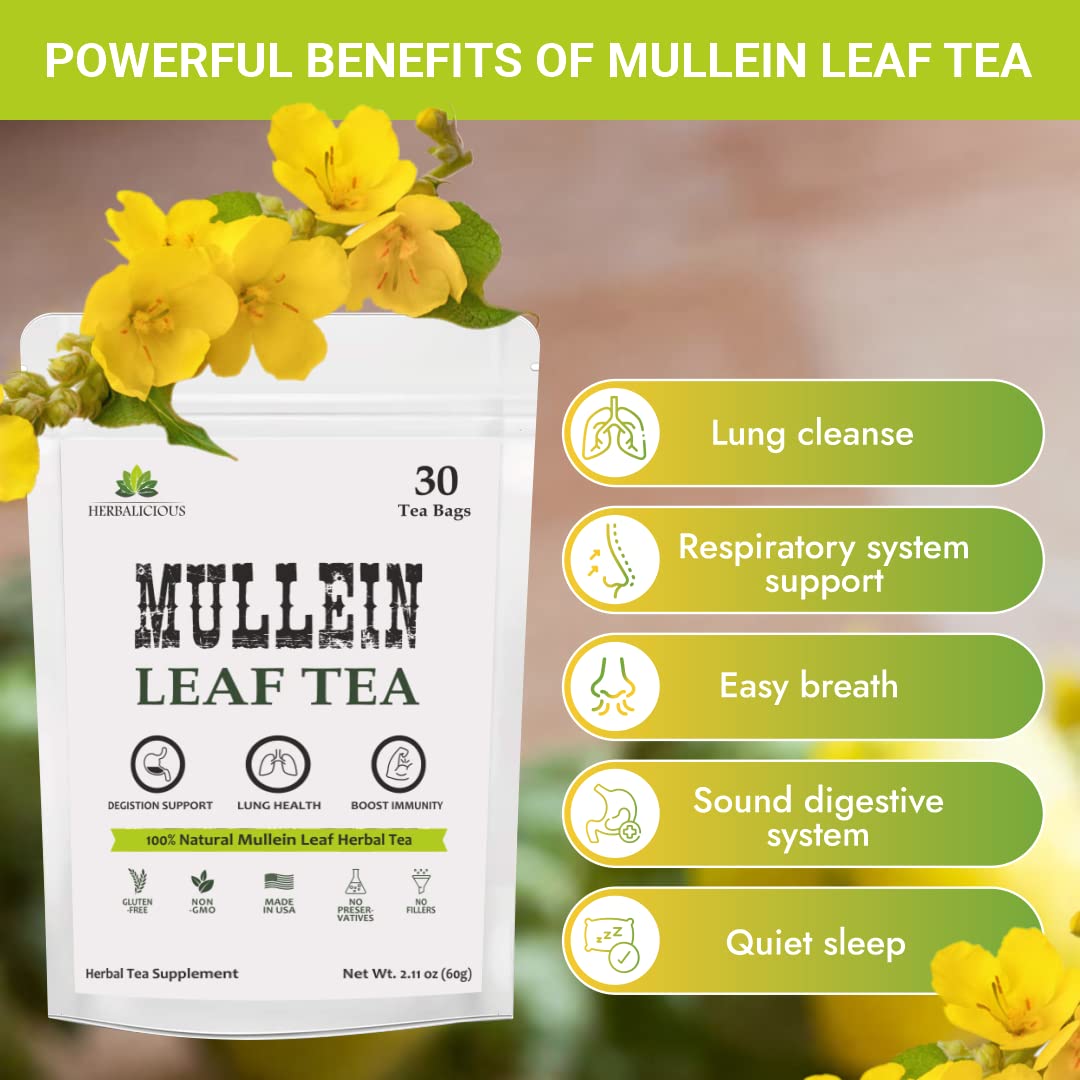 POWERFUL BENEFITS OF MULLEIN LEAF TEA
HERBALICIOUS
30
Tea Bags
MULLEIN
LEAF TEA
DEGISTION SUPPORT
LUNG HEALTH
BOOST IMMUNITY
100% Natural Mullein Leaf Herbal Tea
GLUTEN
-FREE
NON
-GMO
MADE
IN USA
NO
PRESER-
VATIVES
NO
FILLERS
Herbal Tea Supplement
Net Wt. 2.11 oz (60g)
Lung cleanse
Respiratory system
support
Easy breath
Sound digestive
system
zzZ
Quiet sleep